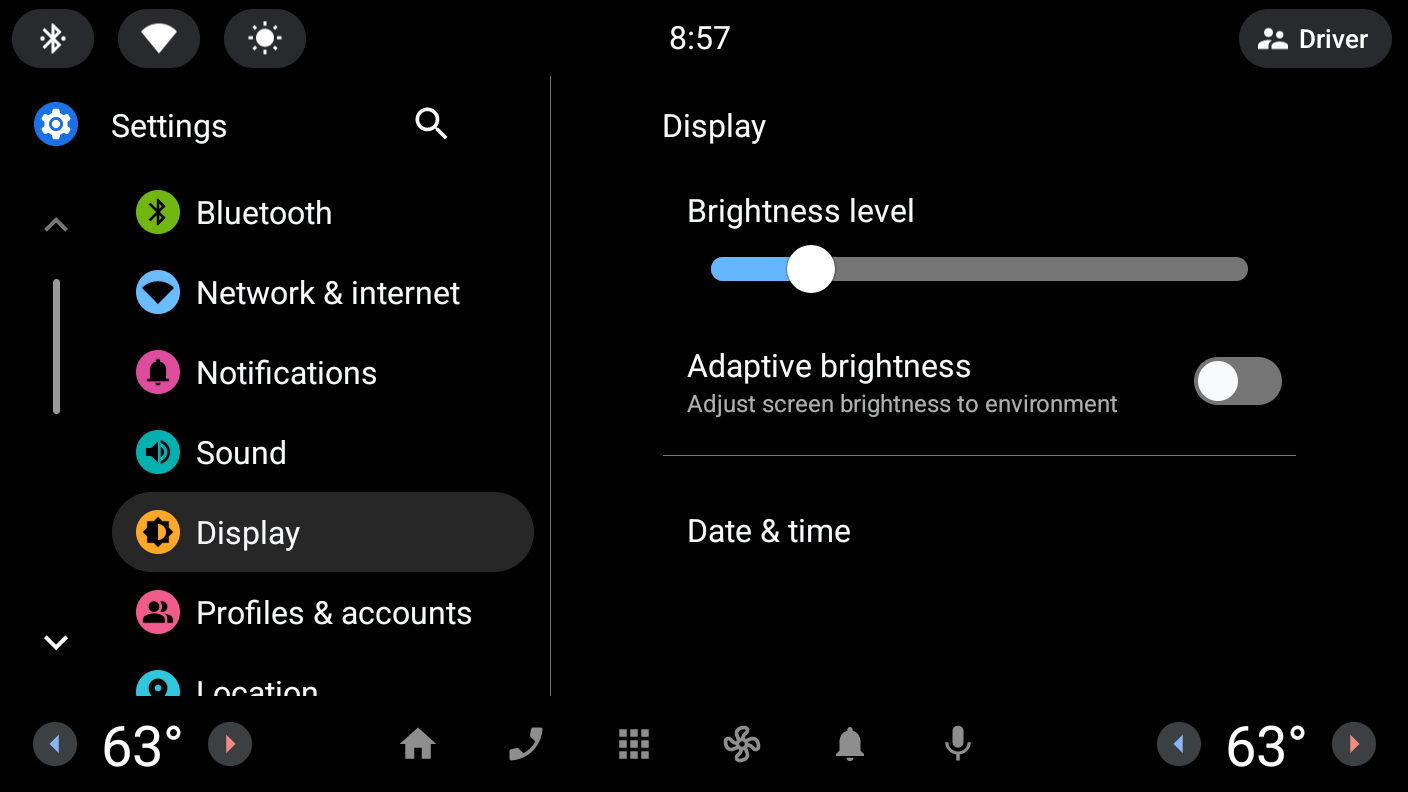 8:57
Driver
Settings
Bluetooth
Network & internet
Notifications
Sound
Display
Profiles & accounts
Location
Display
Brightness level
Adaptive brightness
Adjust screen brightness to environment
Date & time
63°
63°